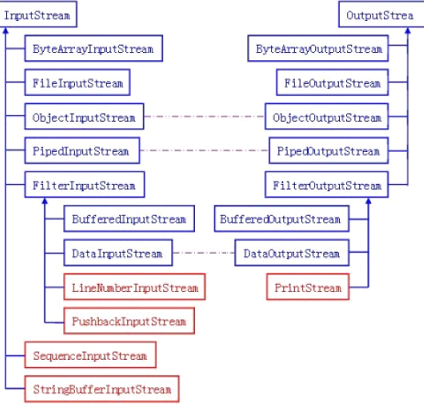 InputStream OutputStrea
ByteArrayInputStream ByteArrayOutputStream
FileInputStream FileOutputStream
ObjectInputStream ObjectOutputStream
PipedInputStream PipedOutputStream
FilterInputStream FilterOutputStream
BufferedInputStream BufferedOutputStream
DataInputStream DataOutputStream
LineNumberInputStream PrintStream
PushbackInputStream
SequenceInputStream
StringBufferInputStream